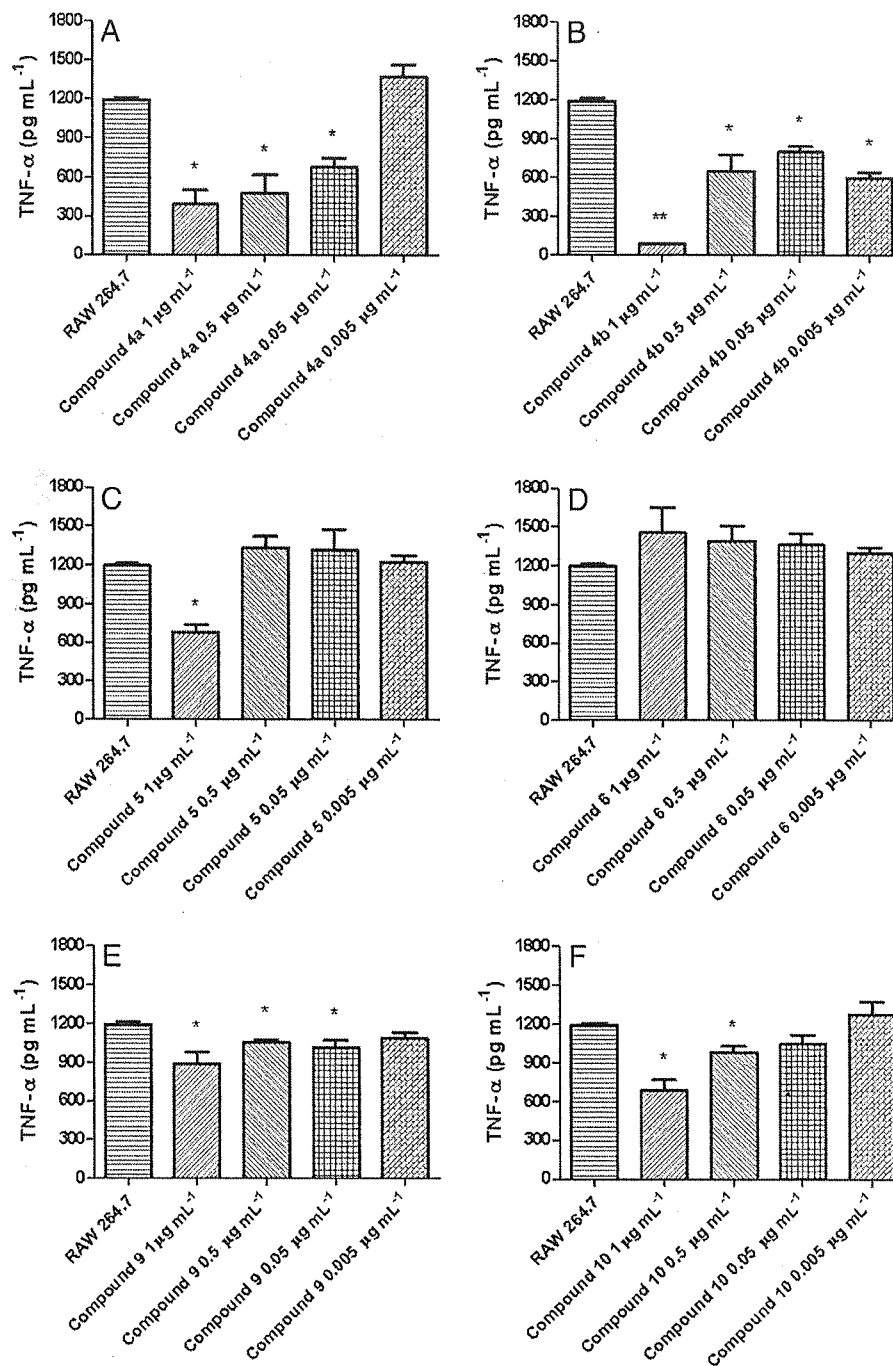 A
TNF-α (pg mL-1)
1800
1500
1200
900
600
300
0
*
*
*
RAW 264.7
Compound 4a 1 µg mL-1
Compound 4a 0.5 µg mL-1
Compound 4a 0.05 µg mL-1
Compound 4a 0.005 µg mL-1
B
TNF-α (pg mL-1)
1800
1500
1200
900
600
300
0
**
*
*
*
RAW 264.7
Compound 4b 1 µg mL-1
Compound 4b 0.5 µg mL-1
Compound 4b 0.05 µg mL-1
Compound 4b 0.005 µg mL-1
C
TNF-α (pg mL-1)
1800
1500
1200
900
600
300
0
*
RAW 264.7
Compound 5 1 µg mL-1
Compound 5 0.5 µg mL-1
Compound 5 0.05 µg mL-1
Compound 5 0.005 µg mL-1
D
TNF-α (pg mL-1)
1800
1500
1200
900
600
300
0
RAW 264.7
Compound 6 1 µg mL-1
Compound 6 0.5 µg mL-1
Compound 6 0.05 µg mL-1
Compound 6 0.005 µg mL-1
E
TNF-α (pg mL-1)
1800
1500
1200
900
600
300
0
*
*
*
RAW 264.7
Compound 9 1 µg mL-1
Compound 9 0.5 µg mL-1
Compound 9 0.05 µg mL-1
Compound 9 0.005 µg mL-1
F
TNF-α (pg mL-1)
1800
1500
1200
900
600
300
0
*
*
RAW 264.7
Compound 10 1 µg mL-1
Compound 10 0.5 µg mL-1
Compound 10 0.05 µg mL-1
Compound 10 0.005 µg mL-1